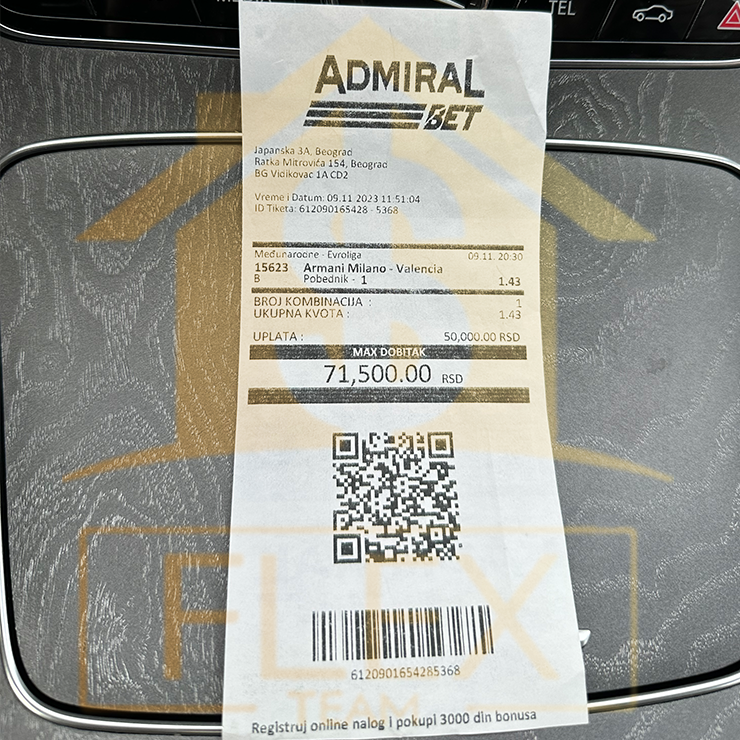 TEL
ADMIRAL
BET
Japanska 3A, Beograd
Ratka Mitrovića 154, Beograd
BG Vidikovac 1A CD2
Vreme i Datum: 09.11 2023 11:51:04
ID Tiketa: 612090165428 - 5368
Međunarodne - Evroliga 09.11. 20:30
15623 Armani Milano - Valencia
B Pobednik - 1 1.43
BROJ KOMBINACIJA : 1
UKUPNA KVOTA : 1.43
UPLATA : 50,000.00 RSD
MAX DOBITAK
71,500.00 RSD
6120901654285368
Registruj online nalog i pokupi 3000 din bonusa
FLEX
TEAM